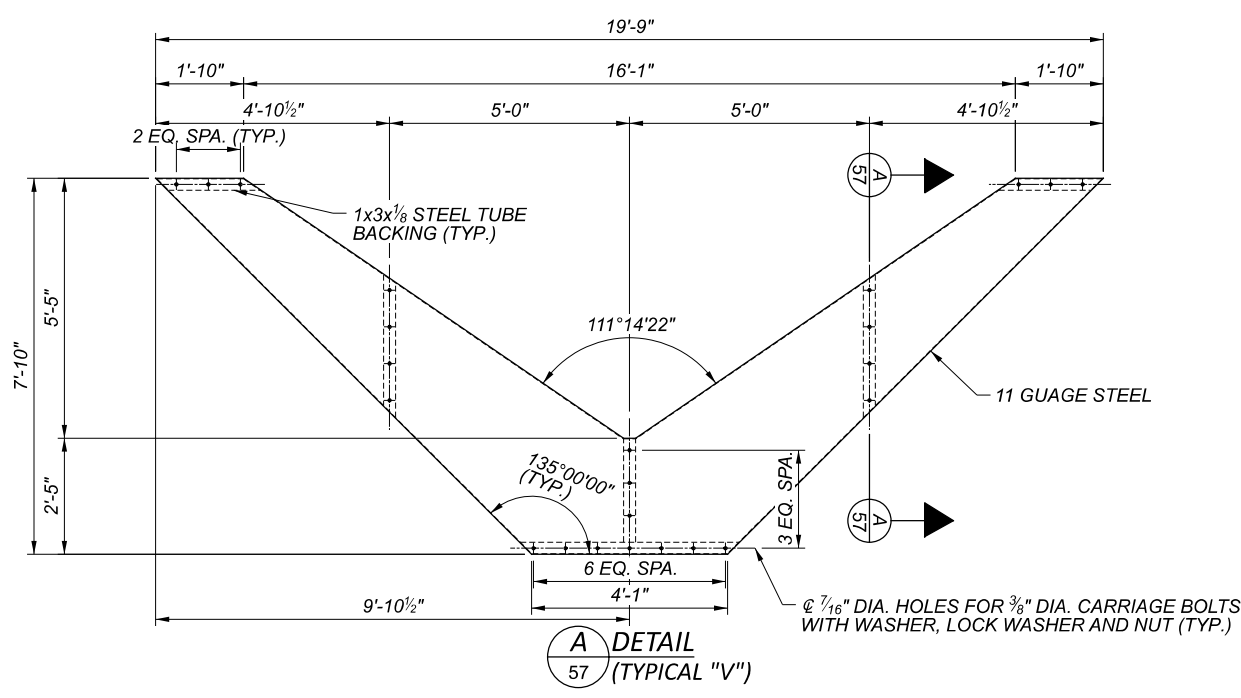 19'-9"
1'-10" 16'-1" 1'-10"
4'-10½" 5'-0" 5'-0" 4'-10½"
2 EQ. SPA. (TYP.)
A
57
1x3x⅛ STEEL TUBE
BACKING (TYP.)
5'-5"
7'-10"
111°14'22"
11 GUAGE STEEL
135°00'00"
(TYP.)
2'-5"
3 EQ. SPA.
A
57
6 EQ. SPA.
4'-1"
9'-10½"
℄ 7/16" DIA. HOLES FOR ⅜" DIA. CARRIAGE BOLTS
WITH WASHER, LOCK WASHER AND NUT (TYP.)
A DETAIL
57 (TYPICAL "V")